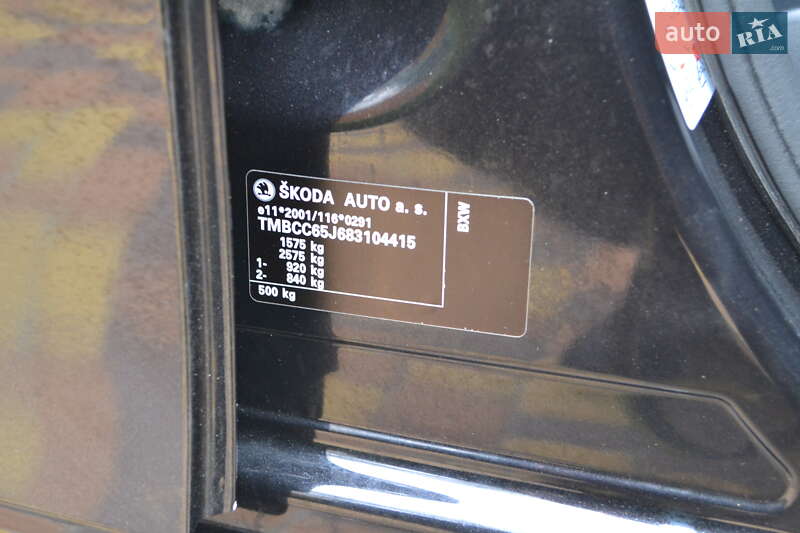 auto RIA
.com
ŠKODA AUTO a. s.
e11*2001/116*0291
TMBCC65J683104415
1575 kg
2575 kg
1- 920 kg
2- 840 kg
500 kg
BXW